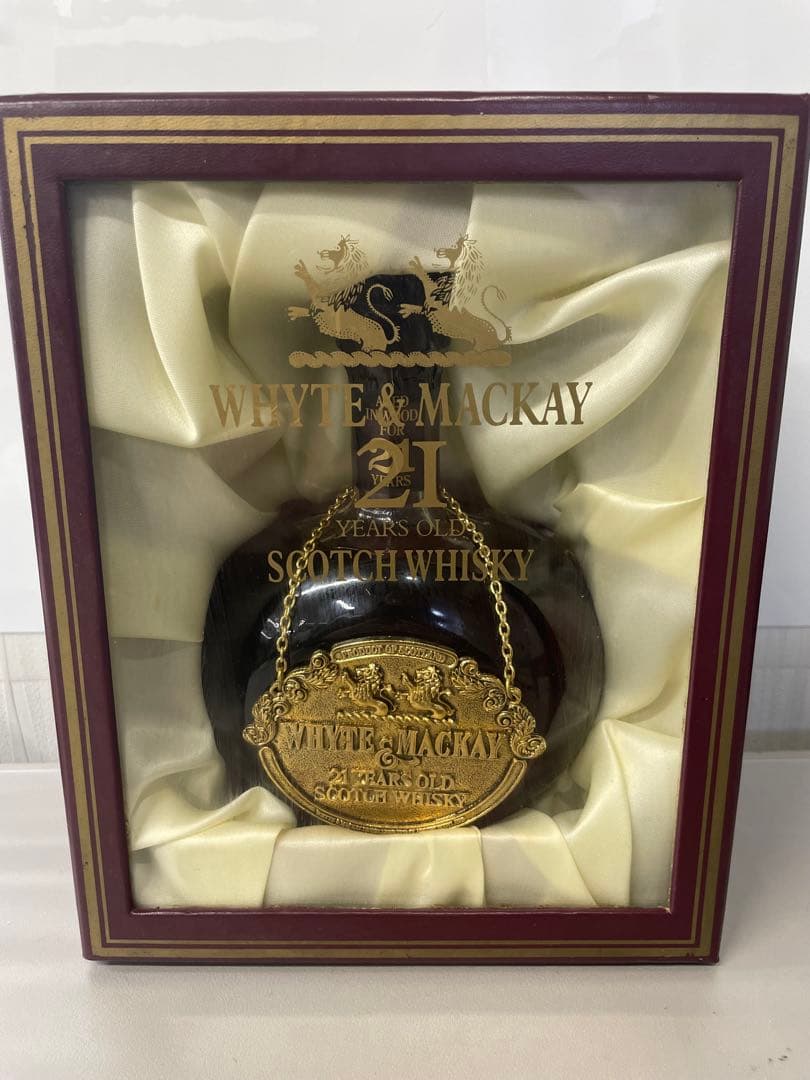 WHYTE & MACKAY
AGED
IN WOOD
FOR
21
YEARS
21
YEARS OLD
SCOTCH WHISKY
PRODUCT OF SCOTLAND
WHYTE & MACKAY
21 YEARS OLD
SCOTCH WHISKY